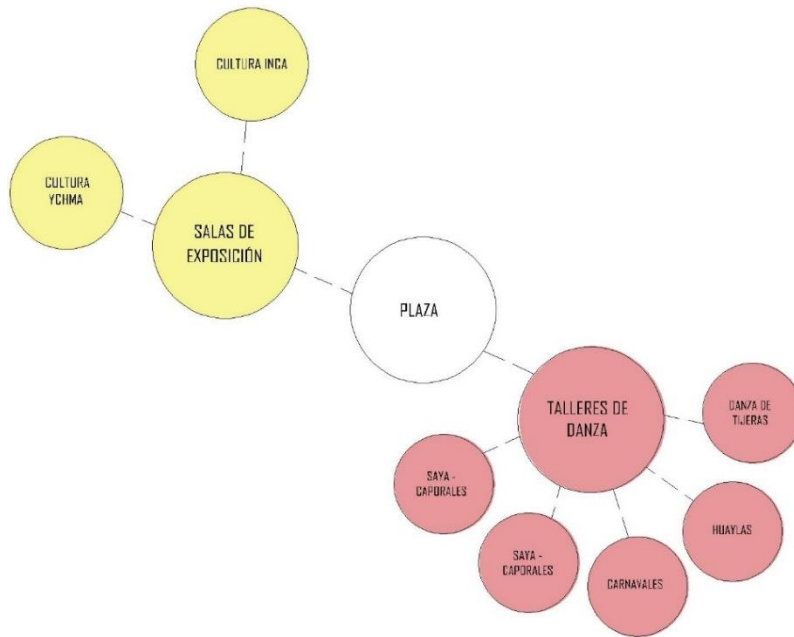 CULTURA INCA
CULTURA
YCHMA
SALAS DE
EXPOSICIÓN
PLAZA
TALLERES DE
DANZA
DANZA DE
TIJERAS
SAYA -
CAPORALES
HUAYLAS
SAYA -
CAPORALES
CARNAVALES